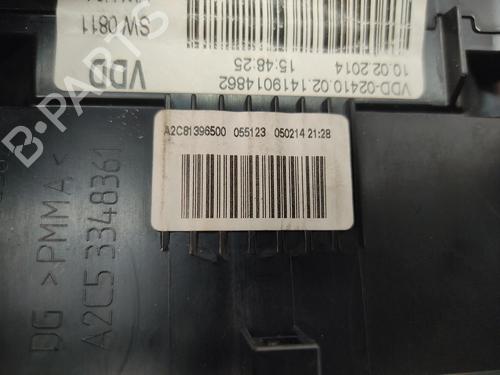 VDD-02410.02.1419014862
10.02.2014
15:48:25
VDD
SW 0811
A2C81396500 055123 050214 21:28
DG >PMMA<
A2C53348361
B-PARTS